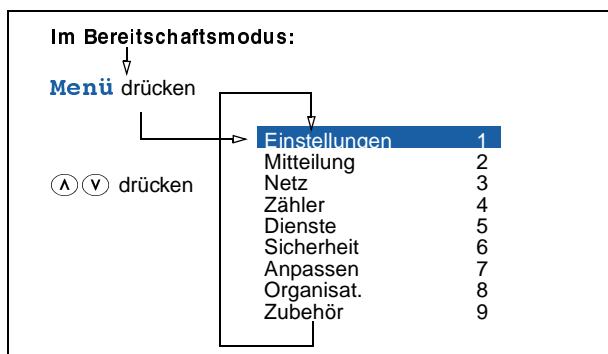 Im Bereitschaftsmodus:
Menü drücken
Einstellungen 1
Mitteilung 2
Netz 3
drücken
Zähler 4
Dienste 5
Sicherheit 6
Anpassen 7
Organisat. 8
Zubehör 9